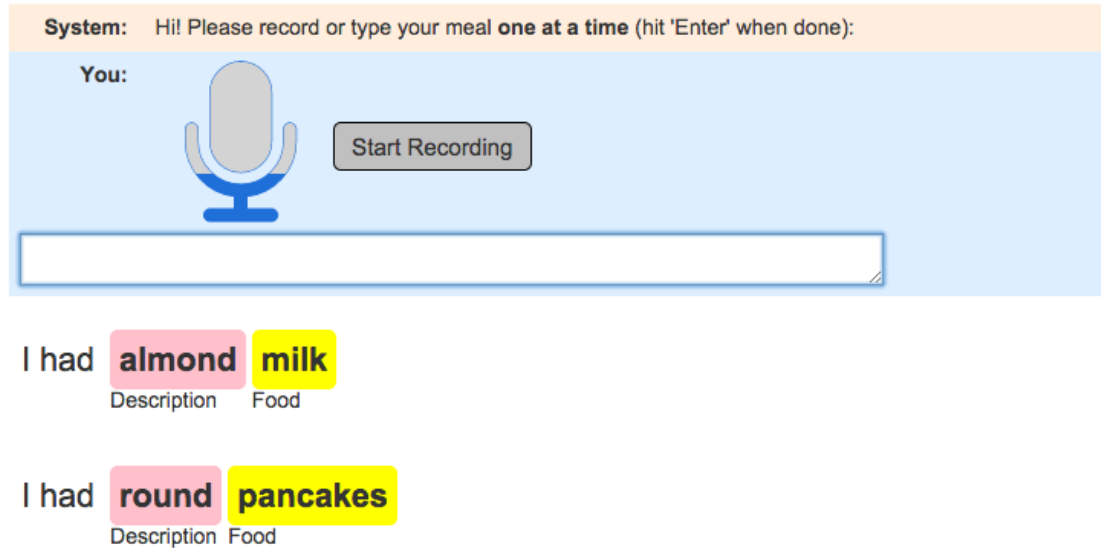 System: Hi! Please record or type your meal one at a time (hit 'Enter' when done):
You:
Start Recording
I had almond milk
Description Food
I had round pancakes
Description Food